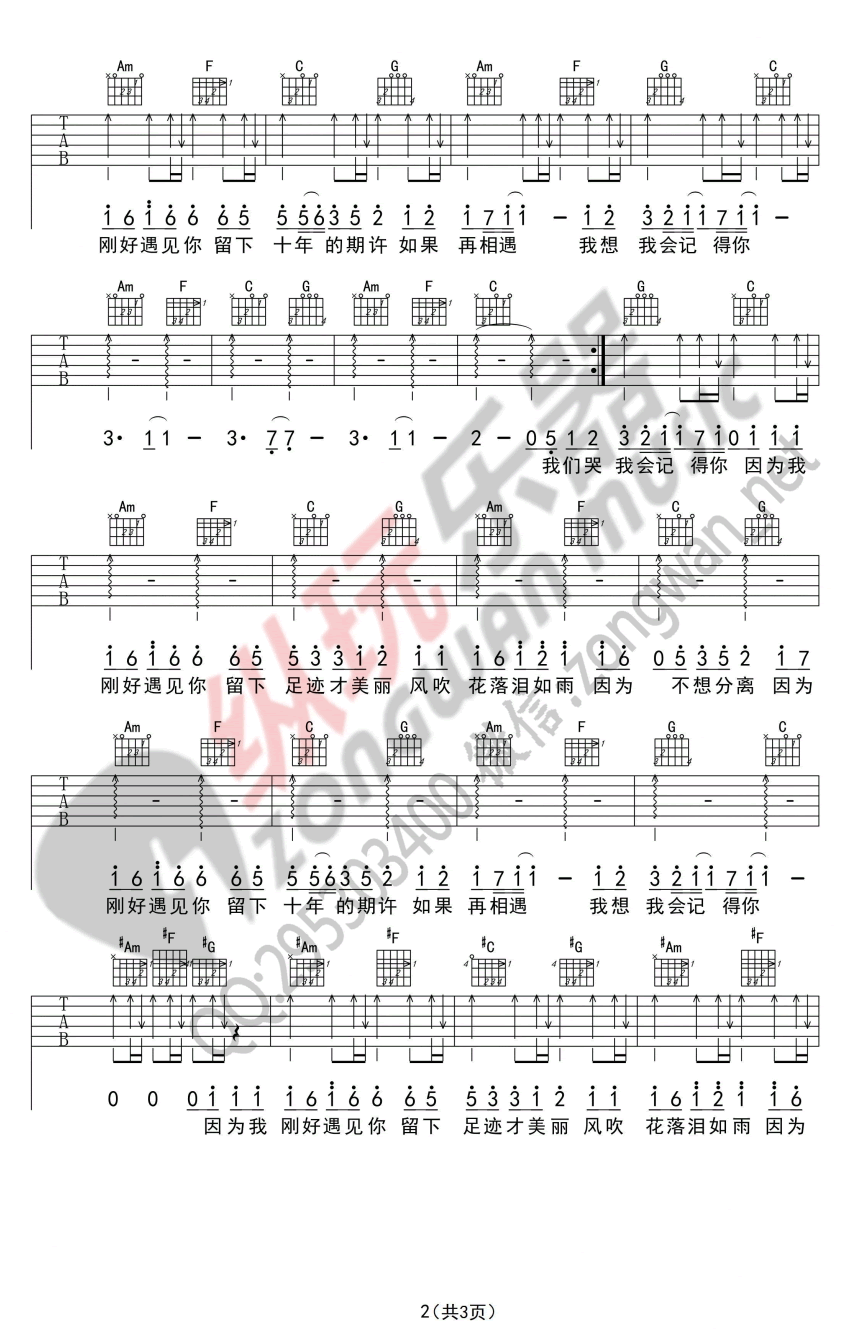 Am F C G Am F G C
T A B
1 6 1 6 6 6 5 5 5 6 3 5 2 1 2 1 7 1 1 - 1 2 3 2 1 1 7 1 1 -
刚好遇见你 留下 十年 的期许 如果 再相遇 我想 我会记 得你
Am F C G Am F C G C
T A B
3· 1 1 - 3· 7 7 - 3· 1 1 - 2 - 0 5 1 2 3 2 1 1 7 1 0 1 1 1
我们哭 我会记 得你 因为我
Am F C G Am F C G
T A B
1 6 1 6 6 6 5 5 3 3 1 2 1 1 1 6 1 2 1 1 6 0 5 3 5 2 1 7
刚好遇见你 留下 足迹才美丽 风吹 花落泪如雨 因为 不想分离 因为
Am F C G Am F G C
T A B
1 6 1 6 6 6 5 5 5 6 3 5 2 1 2 1 7 1 1 - 1 2 3 2 1 1 7 1 1 -
刚好遇见你 留下 十年 的期许 如果 再相遇 我想 我会记 得你
#Am #F #G #Am #F #C #G #Am #F
T A B
0 0 0 1 1 1 1 6 1 6 6 6 5 5 3 3 1 2 1 1 1 6 1 2 1 1 6
因为我 刚好遇见你 留下 足迹才美丽 风吹 花落泪如雨 因为
纵玩乐器
ZONGWAN MUSIC
QQ:295303400 微信:zongwan_net
2(共3页)